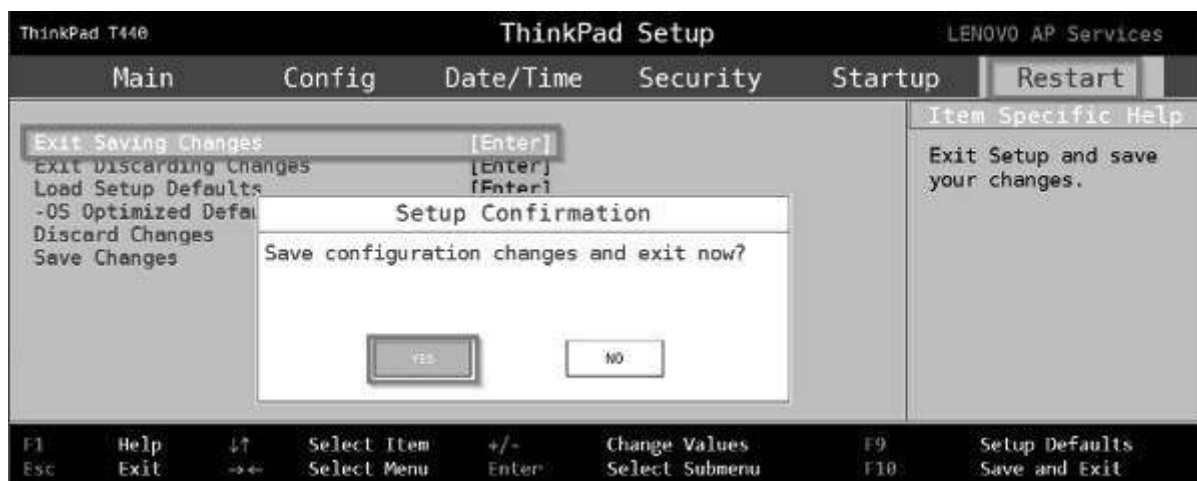 ThinkPad T440 ThinkPad Setup LENOVO AP Services
Main Config Date/Time Security Startup Restart
Item Specific Help
Exit Saving Changes [Enter]
Exit Discarding Changes [Enter]
Load Setup Defaults [Enter]
-OS Optimized Defau
Discard Changes
Save Changes
Exit Setup and save
your changes.
Setup Confirmation
Save configuration changes and exit now?
YES NO
F1 Help ↓↑ Select Item +/- Change Values F9 Setup Defaults
Esc Exit →← Select Menu Enter Select Submenu F10 Save and Exit